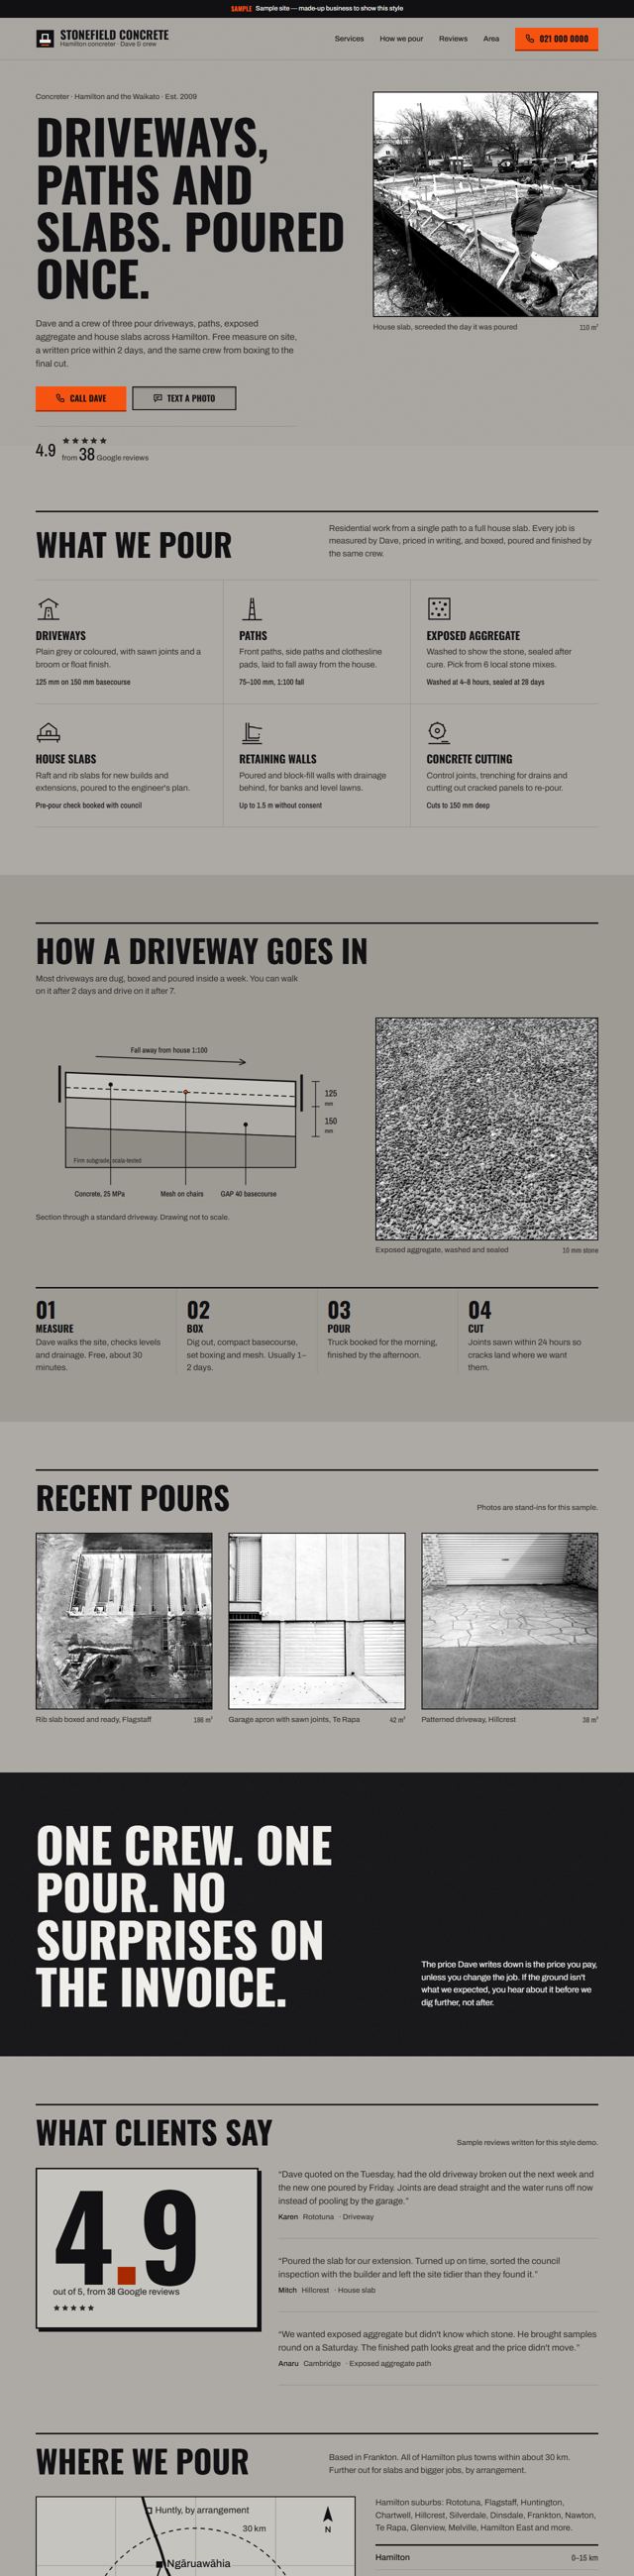 SAMPLE Sample site — made-up business to show this style
STONEFIELD CONCRETE
Hamilton concreter · Dave & crew
Services
How we pour
Reviews
Area
021 000 0000
Concreter · Hamilton and the Waikato · Est. 2009
DRIVEWAYS,
PATHS AND
SLABS. POURED
ONCE.
Dave and a crew of three pour driveways, paths, exposed
aggregate and house slabs across Hamilton. Free measure on site,
a written price within 2 days, and the same crew from boxing to the
final cut.
CALL DAVE
TEXT A PHOTO
4.9
from 38 Google reviews
House slab, screeded the day it was poured
110 m²
WHAT WE POUR
Residential work from a single path to a full house slab. Every job is
measured by Dave, priced in writing, and boxed, poured and finished by
the same crew.
DRIVEWAYS
Plain grey or coloured, with sawn joints and a
broom or float finish.
125 mm on 150 mm basecourse
PATHS
Front paths, side paths and clothesline
pads, laid to fall away from the house.
75–100 mm, 1:100 fall
EXPOSED AGGREGATE
Washed to show the stone, sealed after
cure. Pick from 6 local stone mixes.
Washed at 4–8 hours, sealed at 28 days
HOUSE SLABS
Raft and rib slabs for new builds and
extensions, poured to the engineer's plan.
Pre-pour check booked with council
RETAINING WALLS
Poured and block-fill walls with drainage
behind, for banks and level lawns.
Up to 1.5 m without consent
CONCRETE CUTTING
Control joints, trenching for drains and
cutting out cracked panels to re-pour.
Cuts to 150 mm deep
HOW A DRIVEWAY GOES IN
Most driveways are dug, boxed and poured inside a week. You can walk
on it after 2 days and drive on it after 7.
Fall away from house 1:100
125
mm
150
mm
Firm subgrade, scala-tested
Concrete, 25 MPa
Mesh on chairs
GAP 40 basecourse
Section through a standard driveway. Drawing not to scale.
Exposed aggregate, washed and sealed
10 mm stone
01
MEASURE
Dave walks the site, checks levels
and drainage. Free, about 30
minutes.
02
BOX
Dig out, compact basecourse,
set boxing and mesh. Usually 1–
2 days.
03
POUR
Truck booked for the morning,
finished by the afternoon.
04
CUT
Joints sawn within 24 hours so
cracks land where we want
them.
RECENT POURS
Photos are stand-ins for this sample.
Rib slab boxed and ready, Flagstaff
186 m²
Garage apron with sawn joints, Te Rapa
42 m²
Patterned driveway, Hillcrest
38 m²
ONE CREW. ONE
POUR. NO
SURPRISES ON
THE INVOICE.
The price Dave writes down is the price you pay,
unless you change the job. If the ground isn't
what we expected, you hear about it before we
dig further, not after.
WHAT CLIENTS SAY
Sample reviews written for this style demo.
4.9
out of 5, from 38 Google reviews
“Dave quoted on the Tuesday, had the old driveway broken out the next week and
the new one poured by Friday. Joints are dead straight and the water runs off now
instead of pooling by the garage.”
Karen Rototuna · Driveway
“Poured the slab for our extension. Turned up on time, sorted the council
inspection with the builder and left the site tidier than they found it.”
Mitch Hillcrest · House slab
“We wanted exposed aggregate but didn't know which stone. He brought samples
round on a Saturday. The finished path looks great and the price didn't move.”
Anaru Cambridge · Exposed aggregate path
WHERE WE POUR
Based in Frankton. All of Hamilton plus towns within about 30 km.
Further out for slabs and bigger jobs, by arrangement.
Huntly, by arrangement
30 km
N
Ngāruawāhia
Hamilton suburbs: Rototuna, Flagstaff, Huntington,
Chartwell, Hillcrest, Silverdale, Dinsdale, Frankton, Nawton,
Te Rapa, Glenview, Melville, Hamilton East and more.
Hamilton
0–15 km